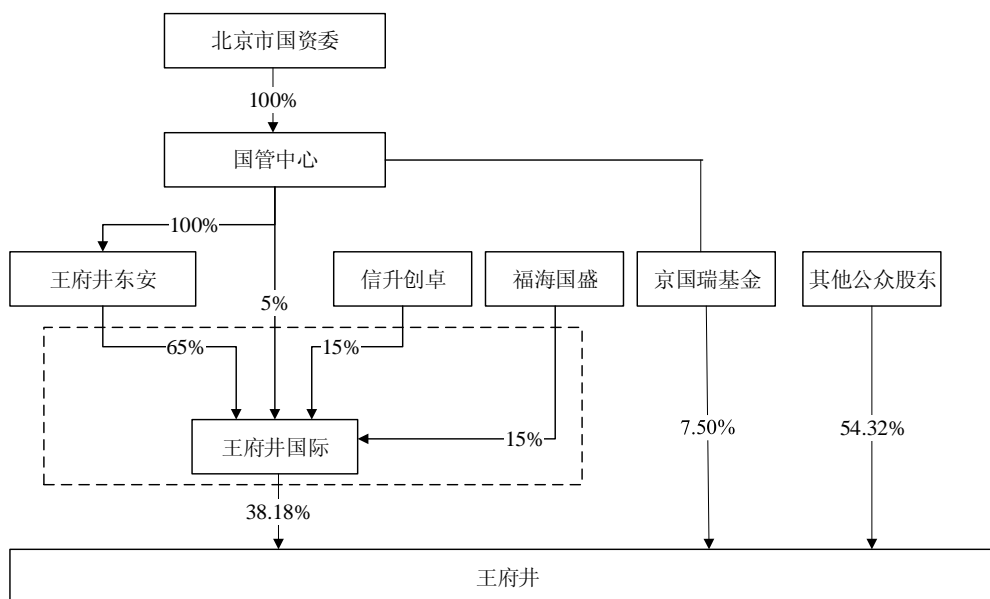 北京市国资委
100%
国管中心
100%
王府井东安
信升创卓
福海国盛
京国瑞基金
其他公众股东
5%
65%
15%
王府井国际
15%
7.50%
54.32%
38.18%
王府井